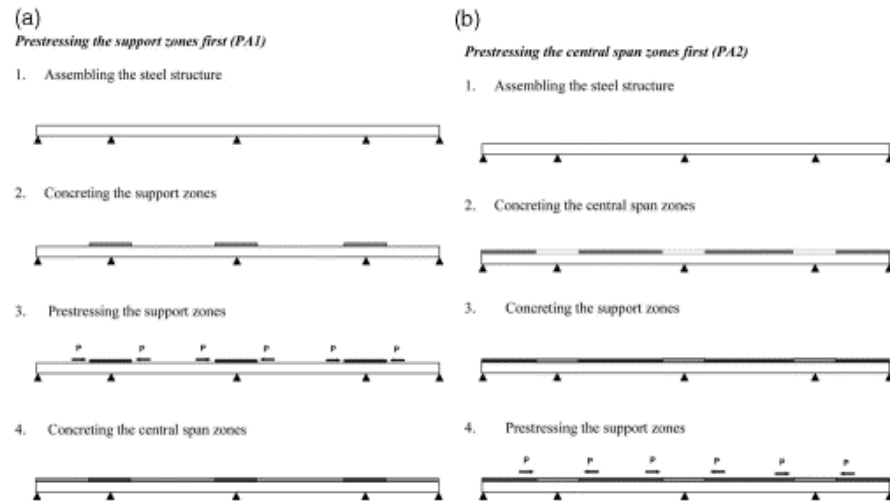 (a)
Prestressing the support zones first (PA1)
1. Assembling the steel structure
2. Concreting the support zones
3. Prestressing the support zones
P P P P P P
4. Concreting the central span zones
(b)
Prestressing the central span zones first (PA2)
1. Assembling the steel structure
2. Concreting the central span zones
3. Concreting the support zones
4. Prestressing the support zones
P P P P P P